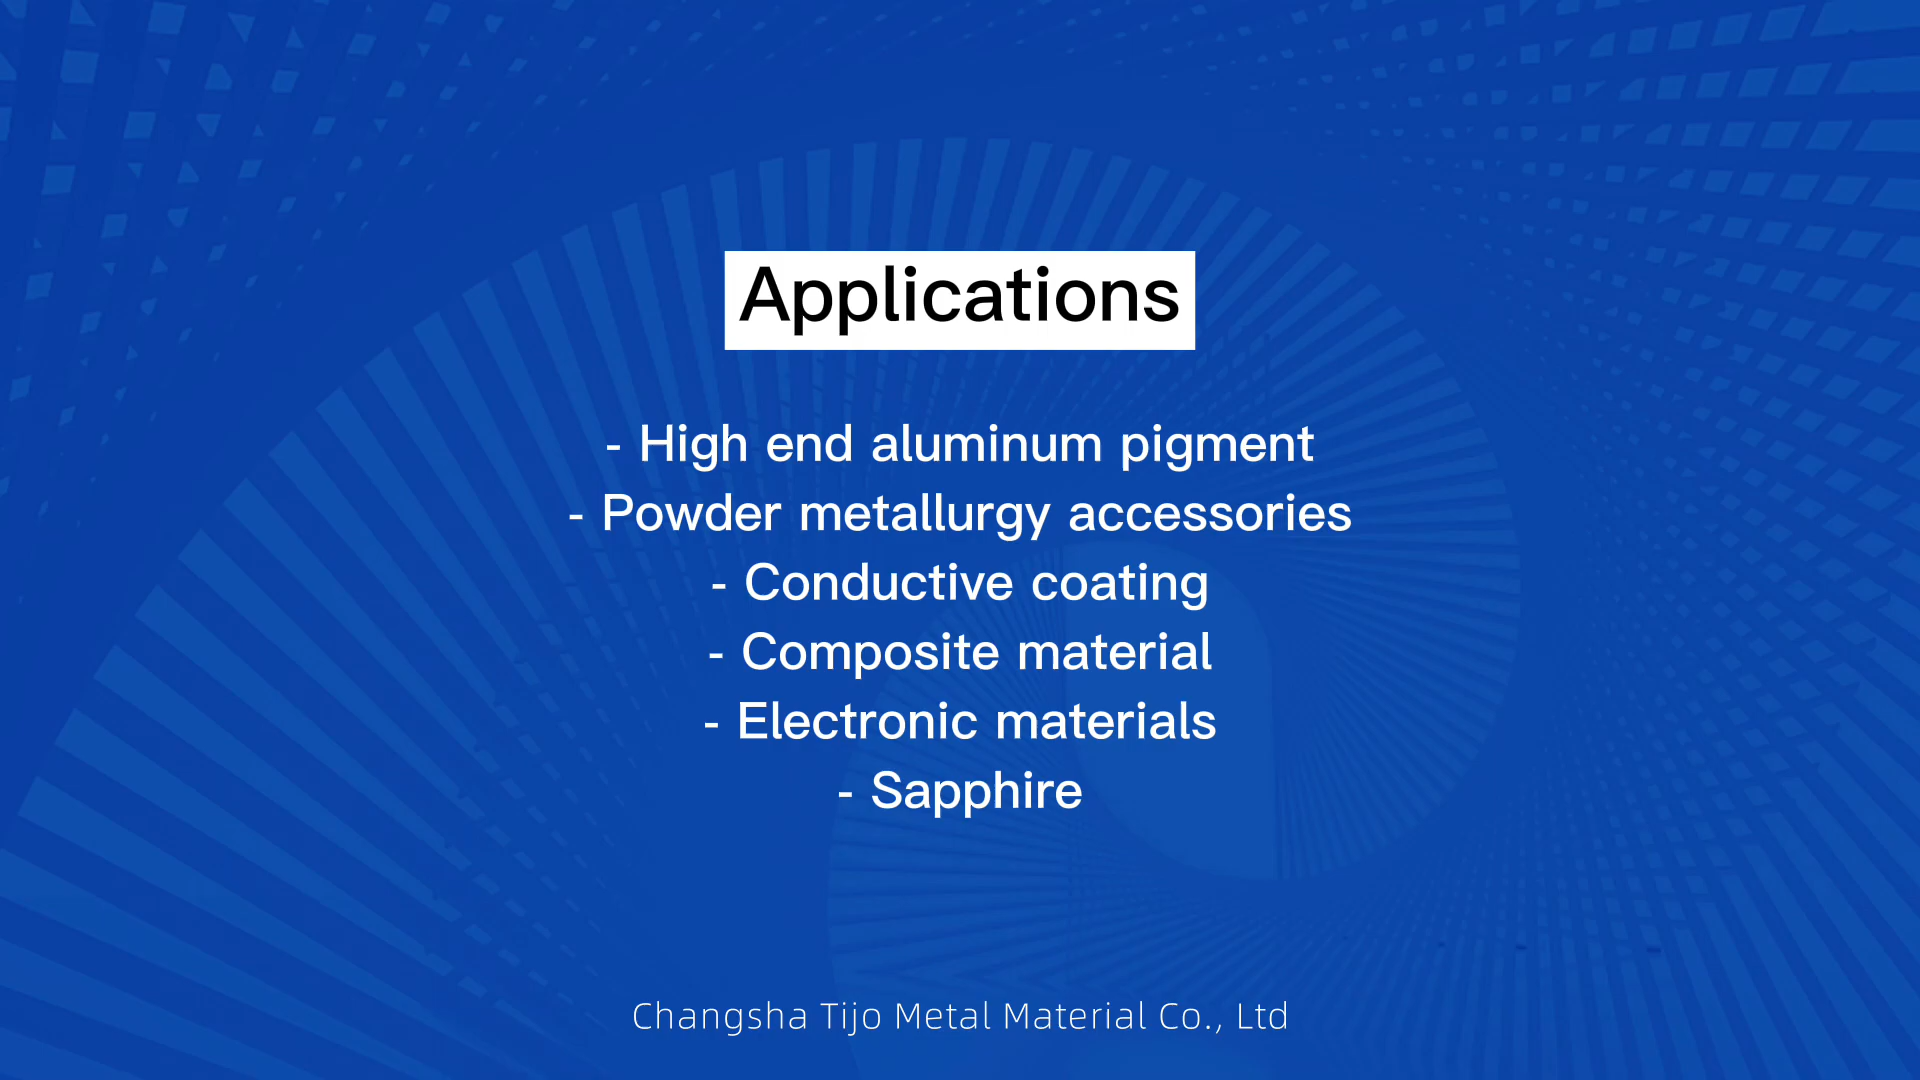 Applications
- High end aluminum pigment
- Powder metallurgy accessories
- Conductive coating
- Composite material
- Electronic materials
- Sapphire
Changsha Tijo Metal Material Co., Ltd